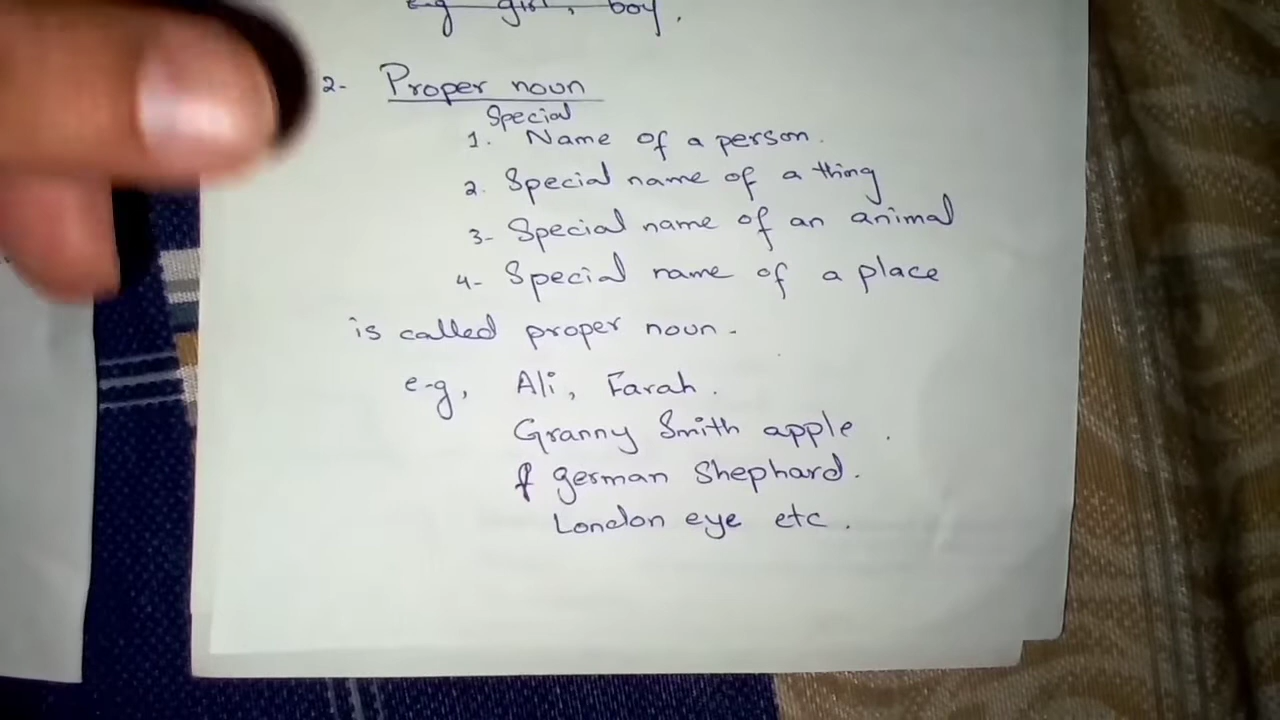 e-g girl, boy.
2- Proper noun
Special
1. Name of a person.
2. Special name of a thing
3- Special name of an animal
4- Special name of a place
is called proper noun-
e-g, Ali, Farah.
Granny Smith apple.
german Shephard.
London eye etc.